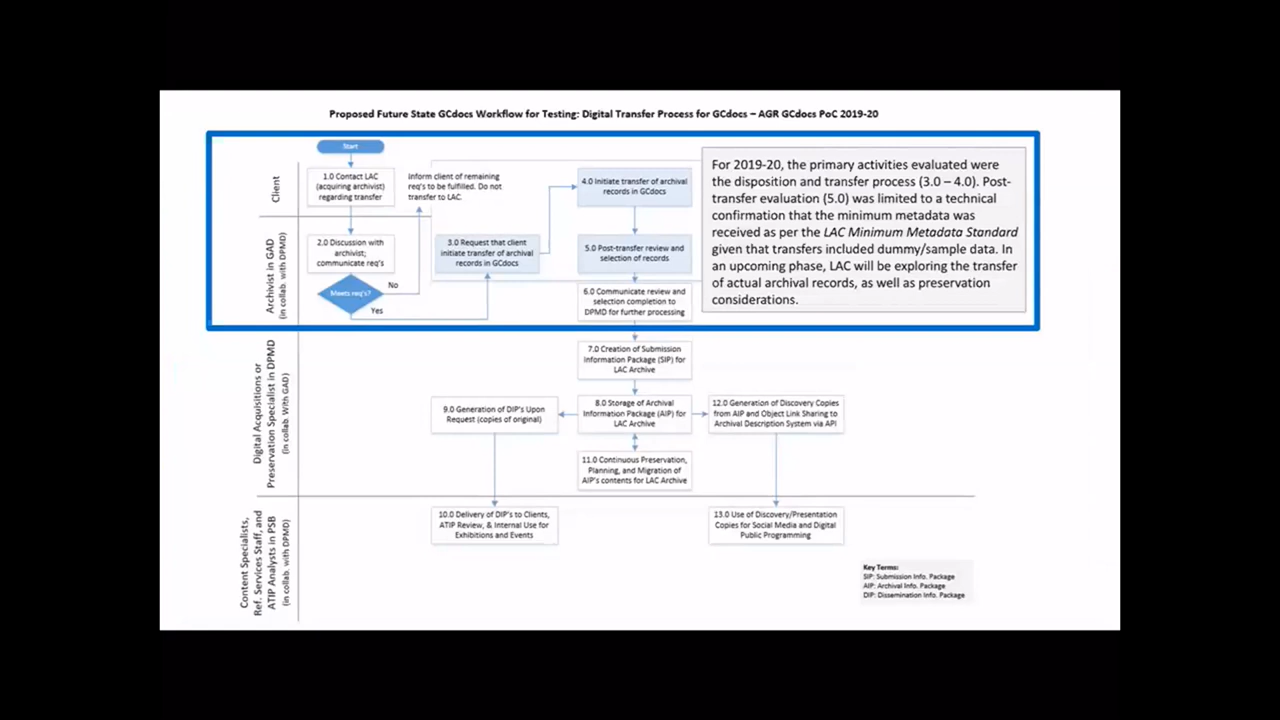 Proposed Future State GCdocs Workflow for Testing: Digital Transfer Process for GCdocs – AGR GCdocs PoC 2019-20
Start
Client
1.0 Contact LAC
(acquiring archivist)
regarding transfer
Inform client of remaining
req's to be fulfilled. Do not
transfer to LAC.
4.0 Initiate transfer of archival
records in GCdocs
Archivist in GAD
(in collab. with DPMD)
2.0 Discussion with
archivist;
communicate req's
3.0 Request that client
initiate transfer of archival
records in GCdocs
5.0 Post-transfer review and
selection of records
Meets req's?
No
Yes
6.0 Communicate review and
selection completion to
DPMD for further processing
For 2019-20, the primary activities evaluated were
the disposition and transfer process (3.0 – 4.0). Post-
transfer evaluation (5.0) was limited to a technical
confirmation that the minimum metadata was
received as per the LAC Minimum Metadata Standard
given that transfers included dummy/sample data. In
an upcoming phase, LAC will be exploring the transfer
of actual archival records, as well as preservation
considerations.
Digital Acquisitions or
Preservation Specialist in DPMD
(in collab. With GAD)
7.0 Creation of Submission
Information Package (SIP) for
LAC Archive
9.0 Generation of DIP's Upon
Request (copies of original)
8.0 Storage of Archival
Information Package (AIP) for
LAC Archive
12.0 Generation of Discovery Copies
from AIP and Object Link Sharing to
Archival Description System via API
11.0 Continuous Preservation,
Planning, and Migration of
AIP's contents for LAC Archive
Content Specialists,
Ref. Services Staff, and
ATIP Analysts in PSB
(in collab. with DPMD)
10.0 Delivery of DIP's to Clients,
ATIP Review, & Internal Use for
Exhibitions and Events
13.0 Use of Discovery/Presentation
Copies for Social Media and Digital
Public Programming
Key Terms:
SIP: Submission Info. Package
AIP: Archival Info. Package
DIP: Dissemination Info. Package